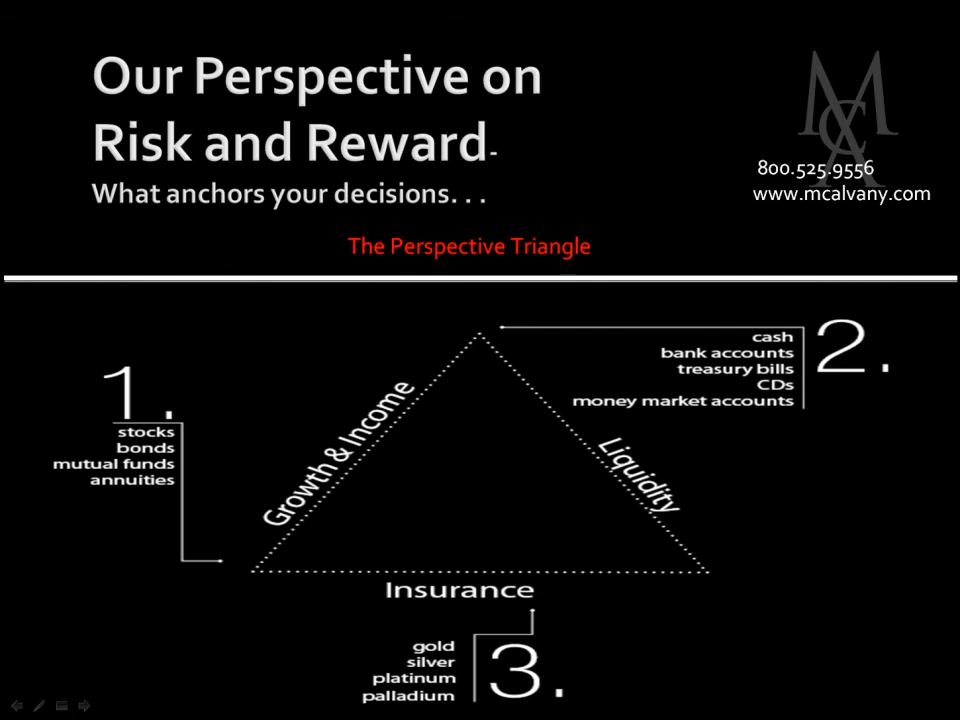 Our Perspective on
Risk and Reward-
What anchors your decisions. . .
MCA
800.525.9556
www.mcalvany.com
The Perspective Triangle
1.
stocks
bonds
mutual funds
annuities
Growth & Income
2.
cash
bank accounts
treasury bills
CDs
money market accounts
Liquidity
Insurance
3.
gold
silver
platinum
palladium